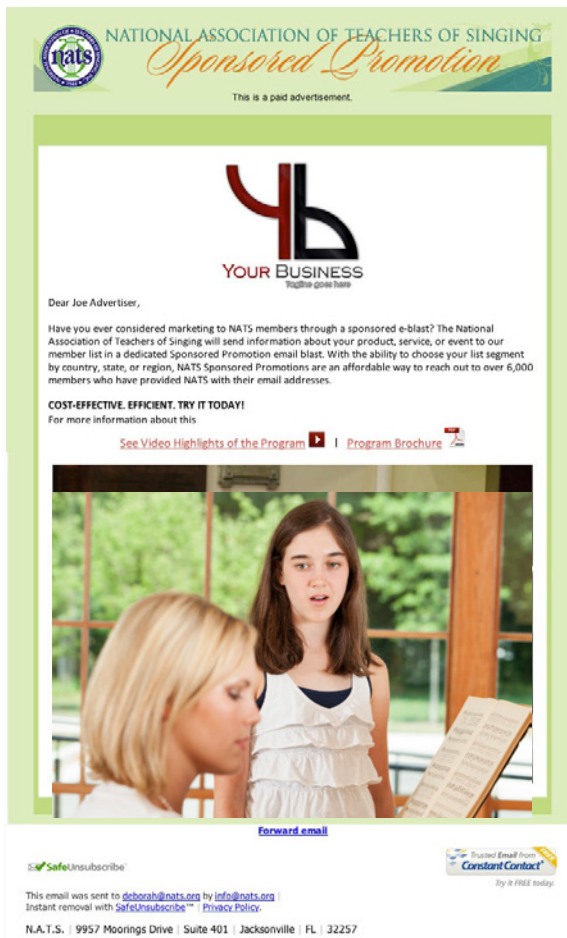 NATIONAL ASSOCIATION OF TEACHERS OF SINGING
nats
Sponsored Promotion
This is a paid advertisement.
yb
YOUR BUSINESS
Tagline goes here
Dear Joe Advertiser,
Have you ever considered marketing to NATS members through a sponsored e-blast? The National
Association of Teachers of Singing will send information about your product, service, or event to our
member list in a dedicated Sponsored Promotion email blast. With the ability to choose your list segment
by country, state, or region, NATS Sponsored Promotions are an affordable way to reach out to over 6,000
members who have provided NATS with their email addresses.
COST-EFFECTIVE. EFFICIENT. TRY IT TODAY!
For more information about this
See Video Highlights of the Program | Program Brochure
Forward email
SafeUnsubscribe™
Trusted Email from
Constant Contact®
FREE
Try it FREE today.
This email was sent to deborah@nats.org by info@nats.org |
Instant removal with SafeUnsubscribe™ | Privacy Policy.
N.A.T.S. | 9957 Moorings Drive | Suite 401 | Jacksonville | FL | 32257